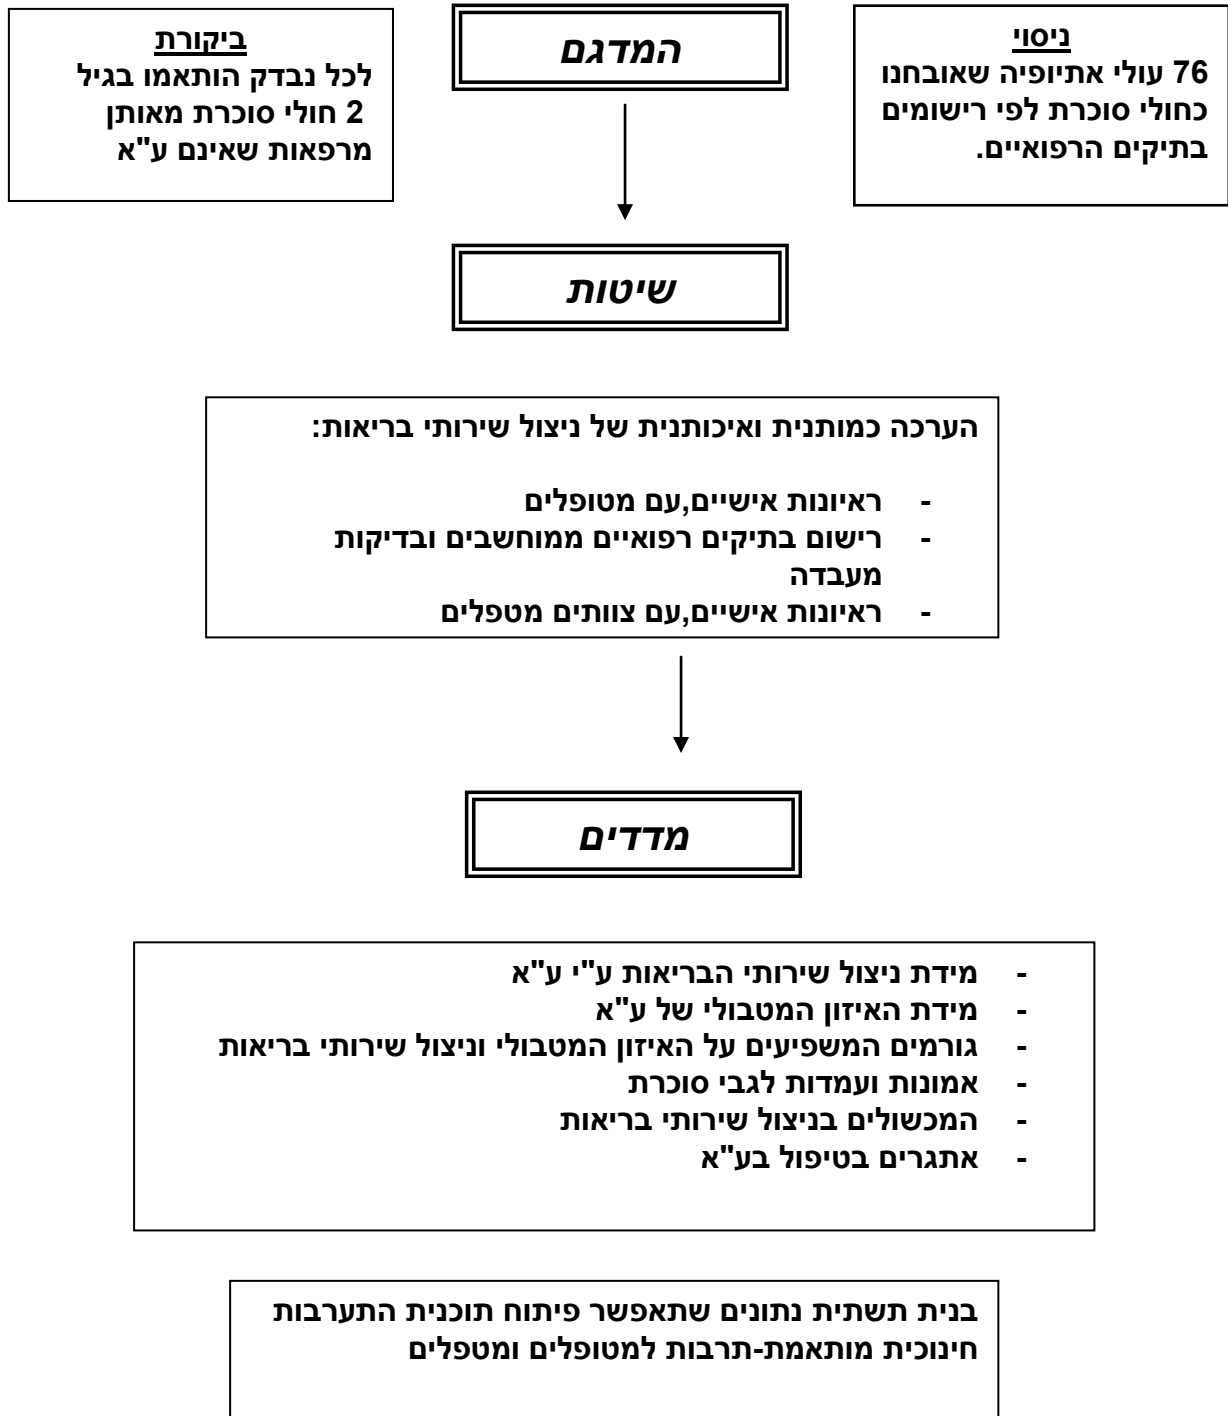 המדגם
ניסוי
76 עולי אתיופיה שאובחנו
כחולי סוכרת לפי רישומים
בתיקים הרפואיים.
ביקורת
לכל נבדק הותאמו בגיל
2 חולי סוכרת מאותן
מרפאות שאינם ע"א
שיטות
הערכה כמותנית ואיכותנית של ניצול שירותי בריאות:
- ראיונות אישיים,עם מטופלים
- רישום בתיקים רפואיים ממוחשבים ובדיקות
מעבדה
- ראיונות אישיים,עם צוותים מטפלים
מדדים
- מידת ניצול שירותי הבריאות ע"י ע"א
- מידת האיזון המטבולי של ע"א
- גורמים המשפיעים על האיזון המטבולי וניצול שירותי בריאות
- אמונות ועמדות לגבי סוכרת
- המכשולים בניצול שירותי בריאות
- אתגרים בטיפול בע"א
בנית תשתית נתונים שתאפשר פיתוח תוכנית התערבות
חינוכית מותאמת-תרבות למטופלים ומטפלים